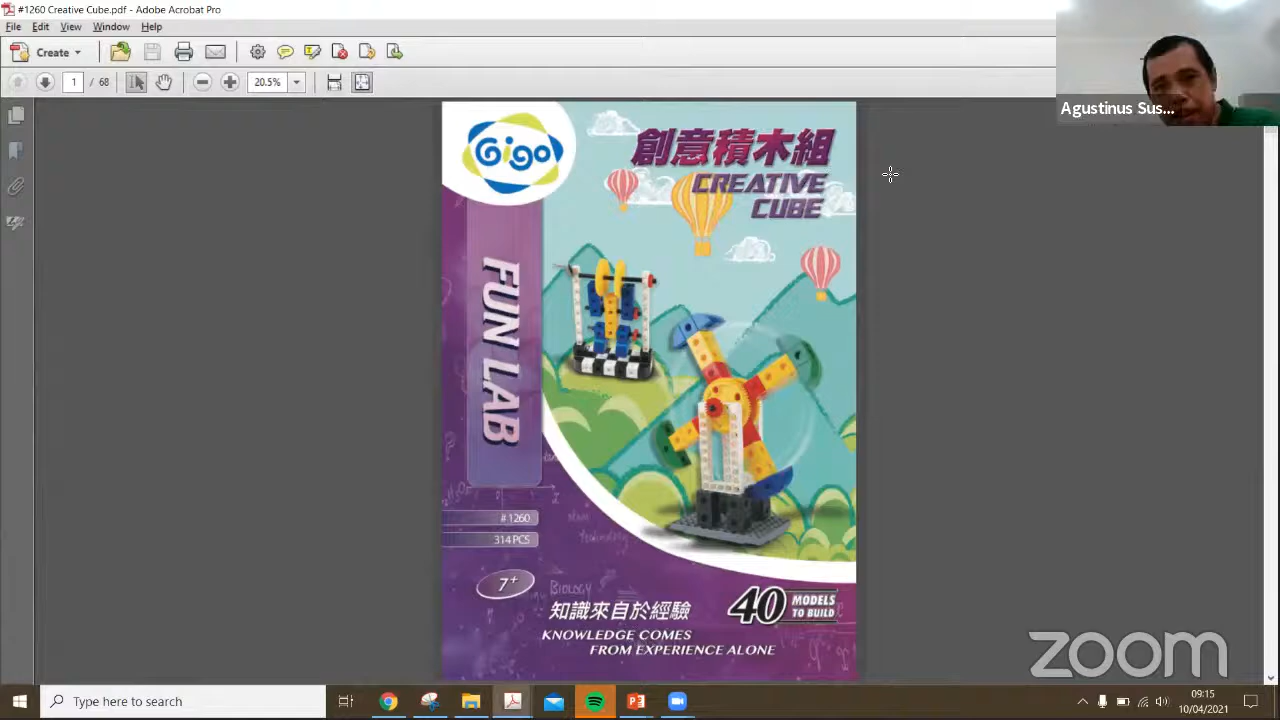 #1260 Creative Cube.pdf - Adobe Acrobat Pro
File Edit View Window Help
Create
1 / 68
20.5%
Agustinus Sus...
Gigo
創意積木組
CREATIVE
CUBE
FUN LAB
# 1260
314 PCS
7+
BIOLOGY
知識來自於經驗
KNOWLEDGE COMES
FROM EXPERIENCE ALONE
40 MODELS
TO BUILD
zoom
Type here to search
09:15
10/04/2021